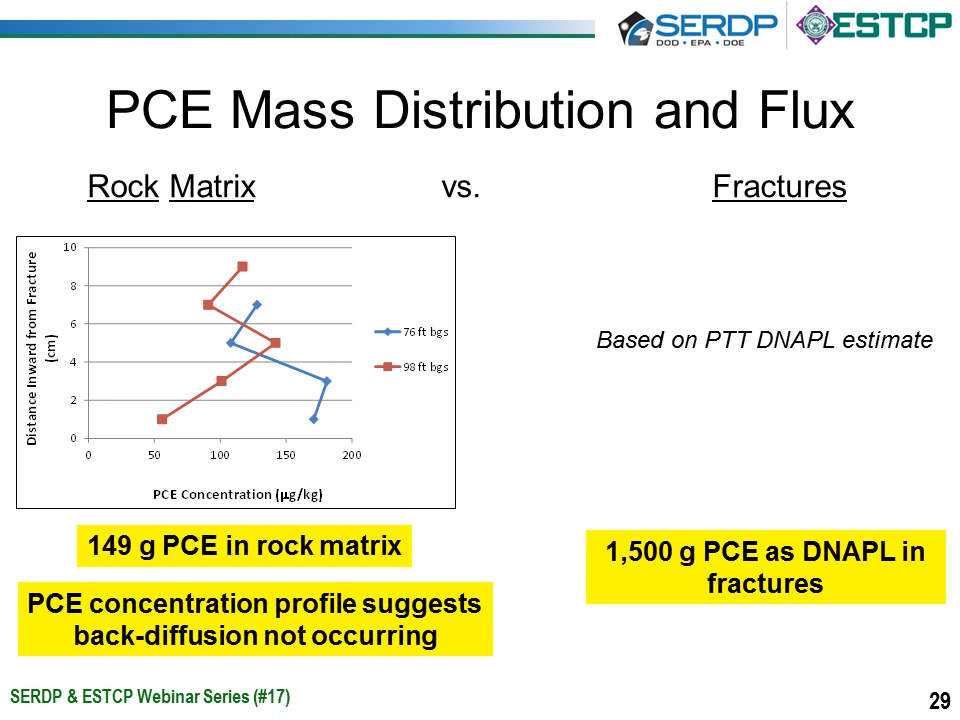 SERDP
DOD • EPA • DOE
ESTCP
PCE Mass Distribution and Flux
Rock Matrix vs. Fractures
Distance Inward from Fracture
(cm)
10
8
6
4
2
0
0 50 100 150 200
PCE Concentration (µg/kg)
76 ft bgs
98 ft bgs
Based on PTT DNAPL estimate
149 g PCE in rock matrix
1,500 g PCE as DNAPL in
fractures
PCE concentration profile suggests
back-diffusion not occurring
SERDP & ESTCP Webinar Series (#17)
29